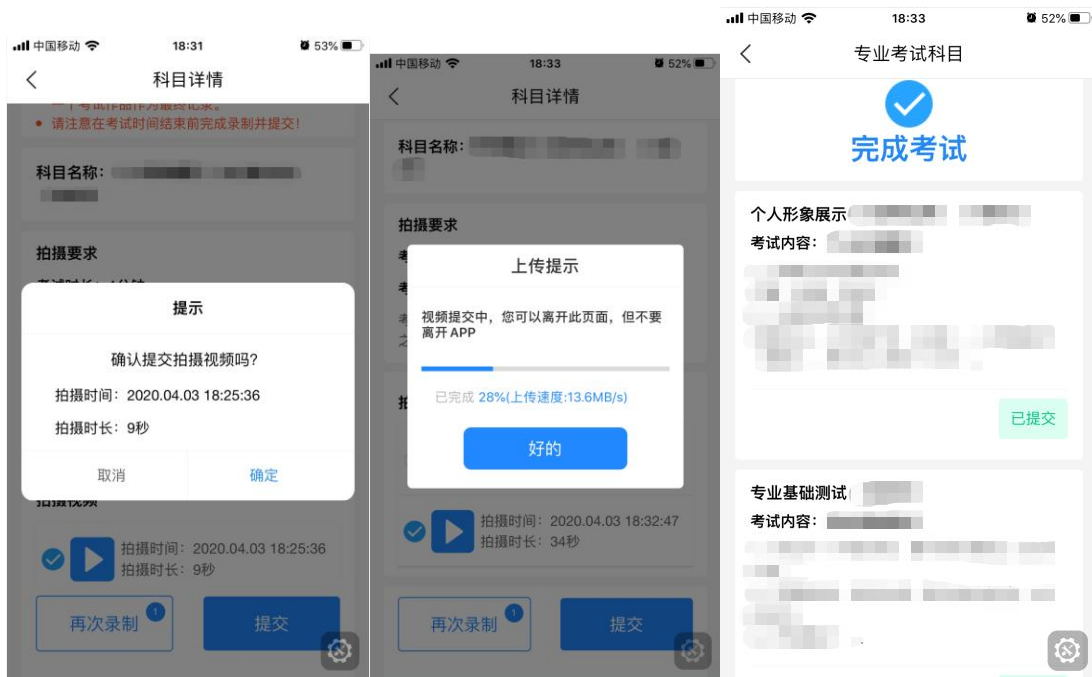 中国移动
18:31
53%
科目详情
一个考试作品作为最终记录。
请注意在考试时间结束前完成录制并提交！
科目名称：
拍摄要求
提示
确认提交拍摄视频吗？
拍摄时间：2020.04.03 18:25:36
拍摄时长：9秒
取消
确定
拍摄视频
拍摄时间：2020.04.03 18:25:36
拍摄时长：9秒
再次录制
1
提交
中国移动
18:33
52%
科目详情
科目名称：
拍摄要求
上传提示
视频提交中，您可以离开此页面，但不要
离开APP
已完成 28%(上传速度:13.6MB/s)
好的
拍摄时间：2020.04.03 18:32:47
拍摄时长：34秒
再次录制
1
提交
中国移动
18:33
52%
专业考试科目
完成考试
个人形象展示
考试内容：
已提交
专业基础测试
考试内容：